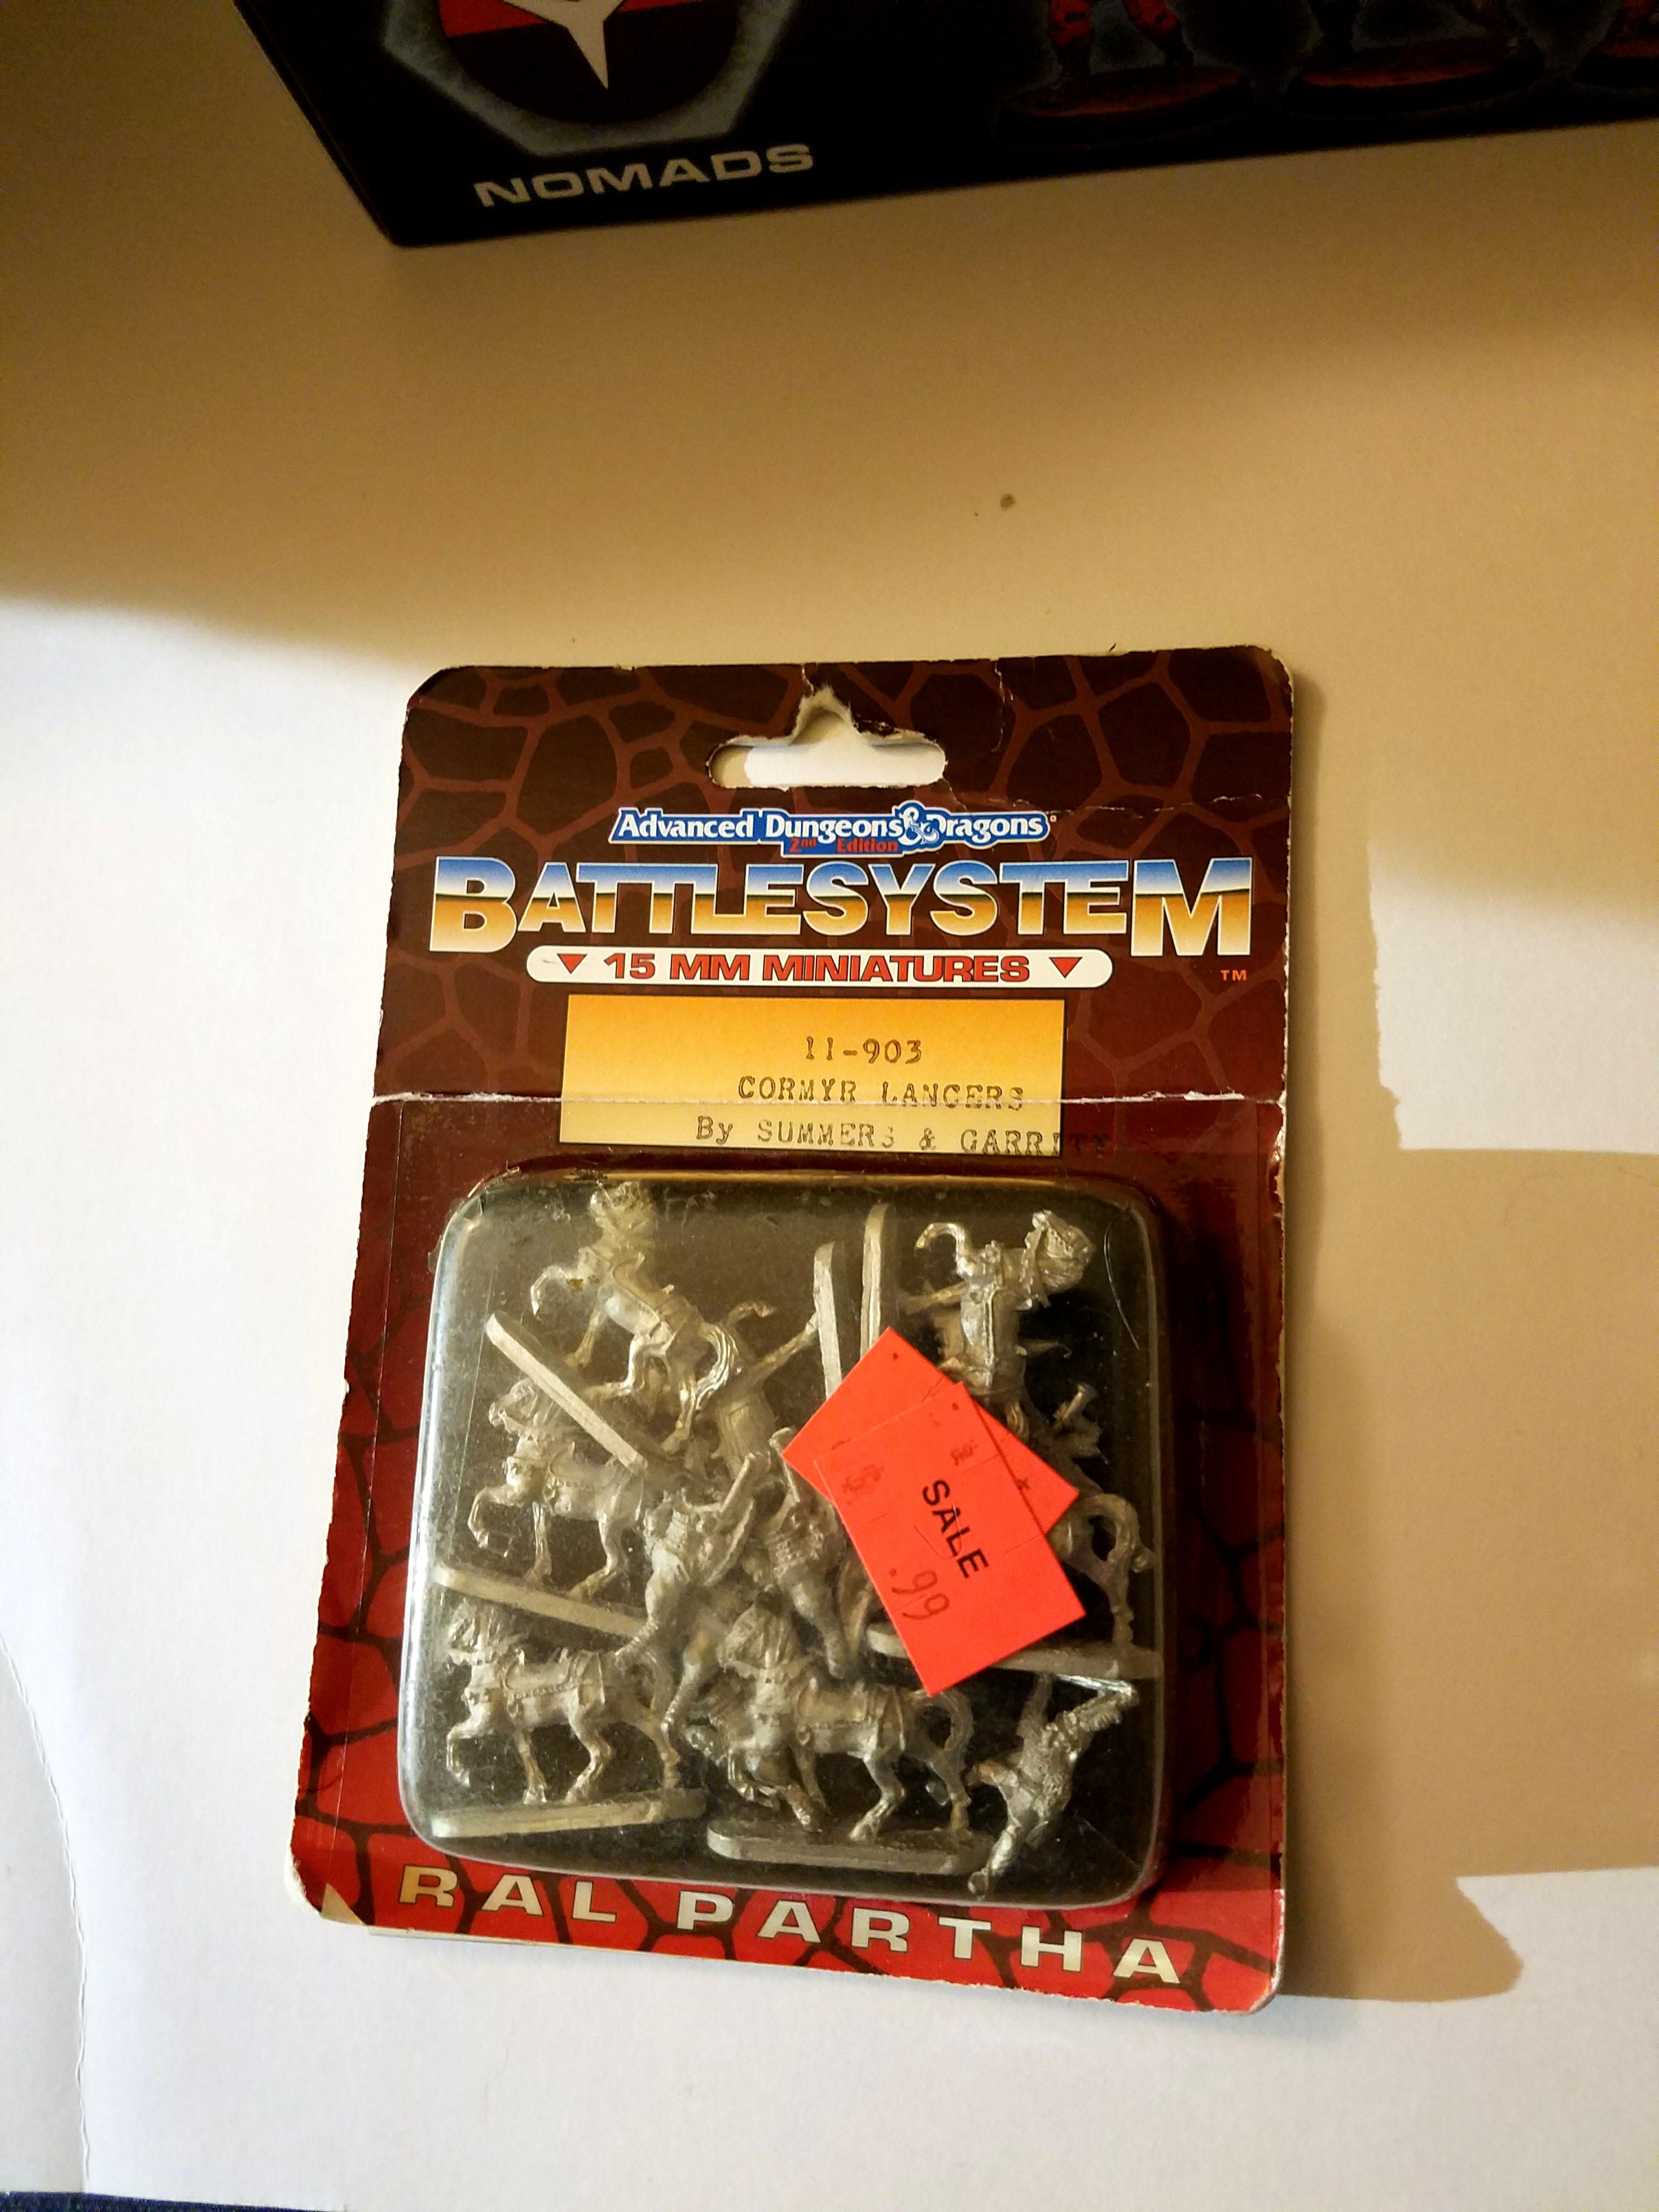 NOMADS
Advanced Dungeons & Dragons
2nd Edition
BATTLESYSTEM
15 MM MINIATURES
TM
11-903
CORMYR LANCERS
By SUMMERS & GARRITY
SALE
.99
RAL PARTHA